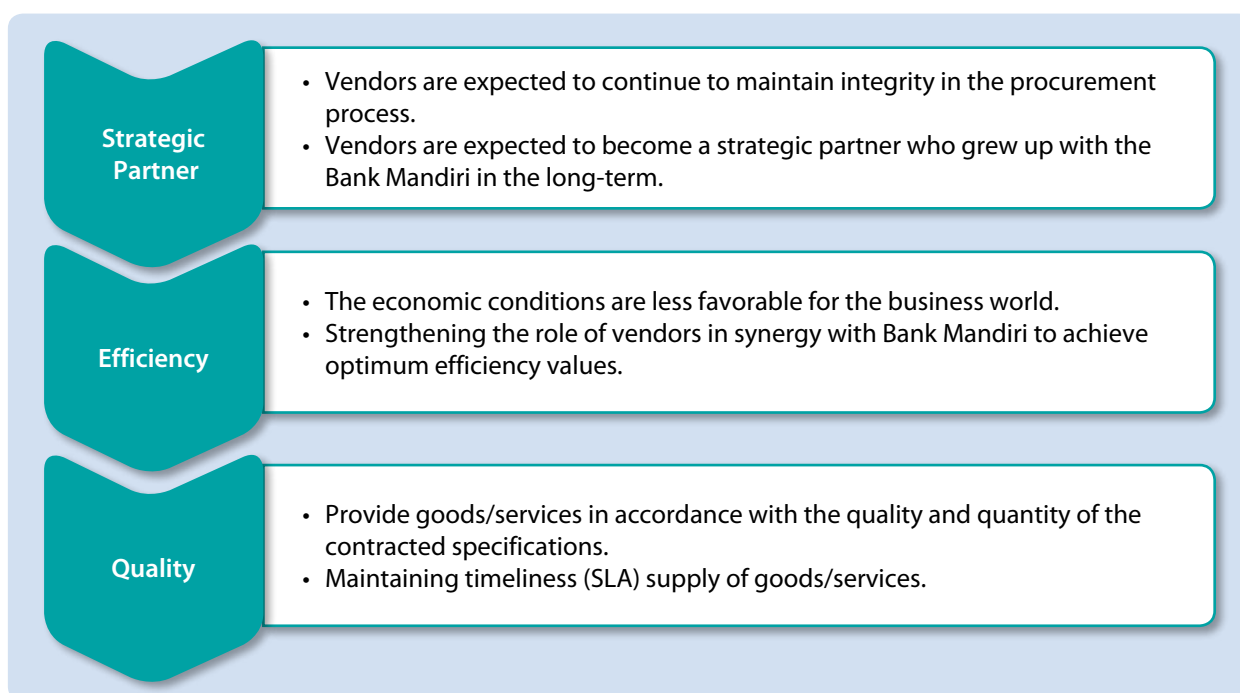 Strategic
Partner
• Vendors are expected to continue to maintain integrity in the procurement
process.
• Vendors are expected to become a strategic partner who grew up with the
Bank Mandiri in the long-term.
Efficiency
• The economic conditions are less favorable for the business world.
• Strengthening the role of vendors in synergy with Bank Mandiri to achieve
optimum efficiency values.
Quality
• Provide goods/services in accordance with the quality and quantity of the
contracted specifications.
• Maintaining timeliness (SLA) supply of goods/services.